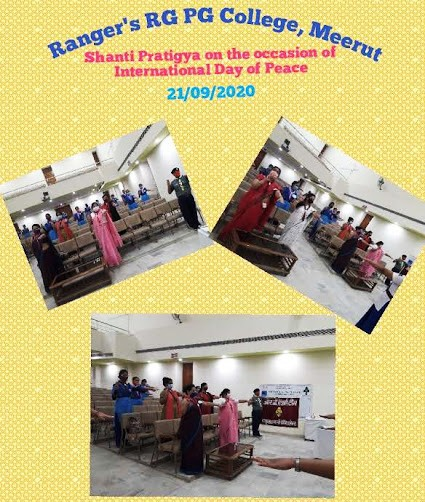 Ranger's RG PG College, Meerut
Shanti Pratigya on the occasion of
International Day of Peace
21/09/2020